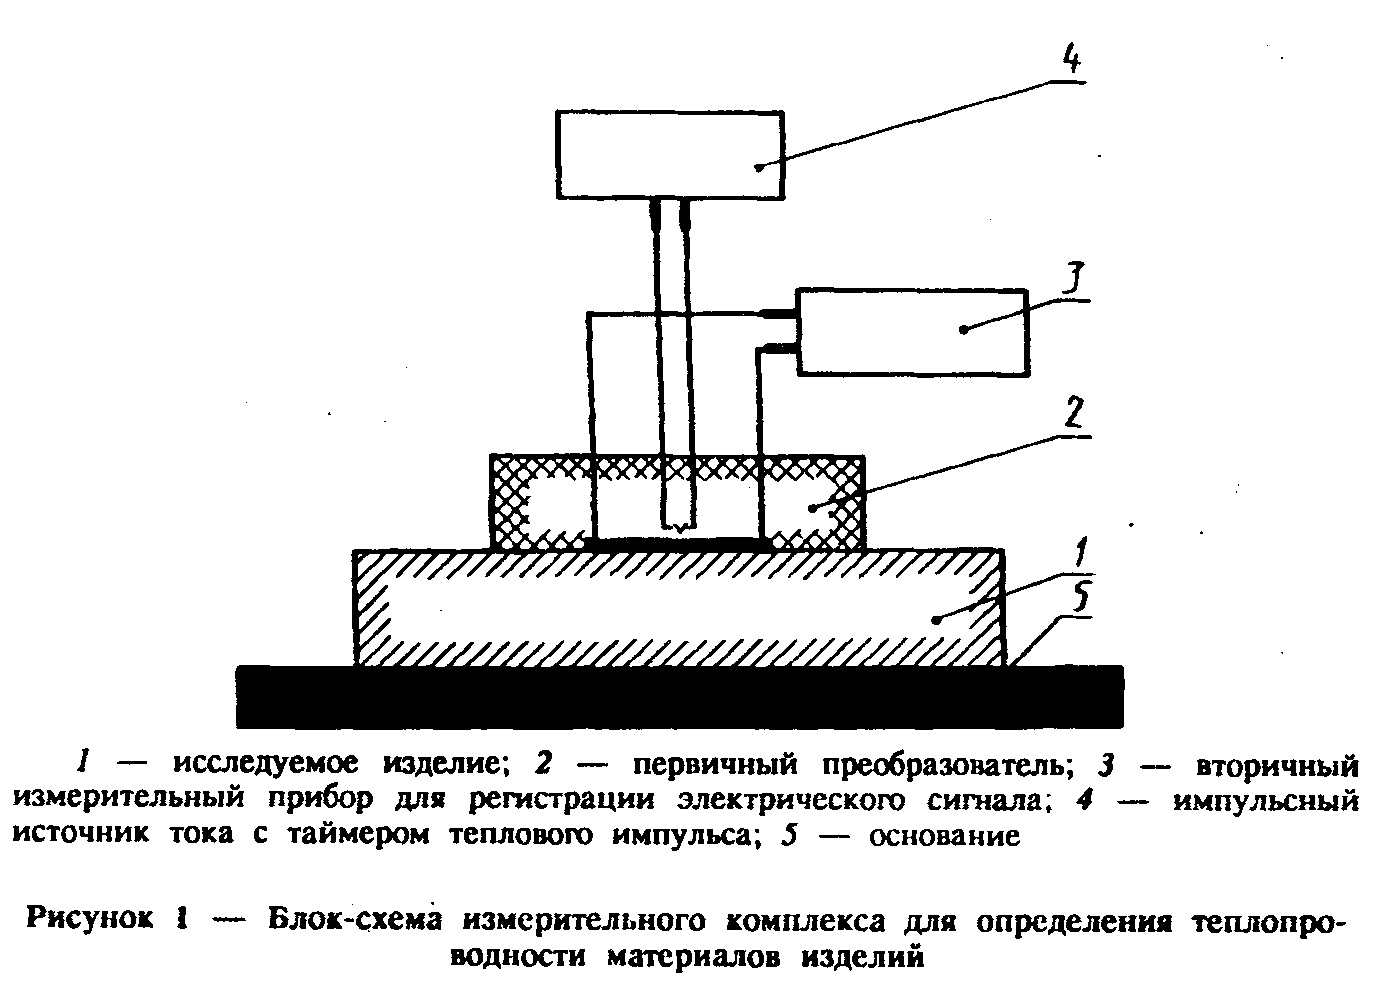 4
3
2
1
5
1 — исследуемое изделие; 2 — первичный преобразователь; 3 — вторичный
измерительный прибор для регистрации электрического сигнала; 4 — импульсный
источник тока с таймером теплового импульса; 5 — основание
Рисунок 1 — Блок-схема измерительного комплекса для определения теплопро-
водности материалов изделий